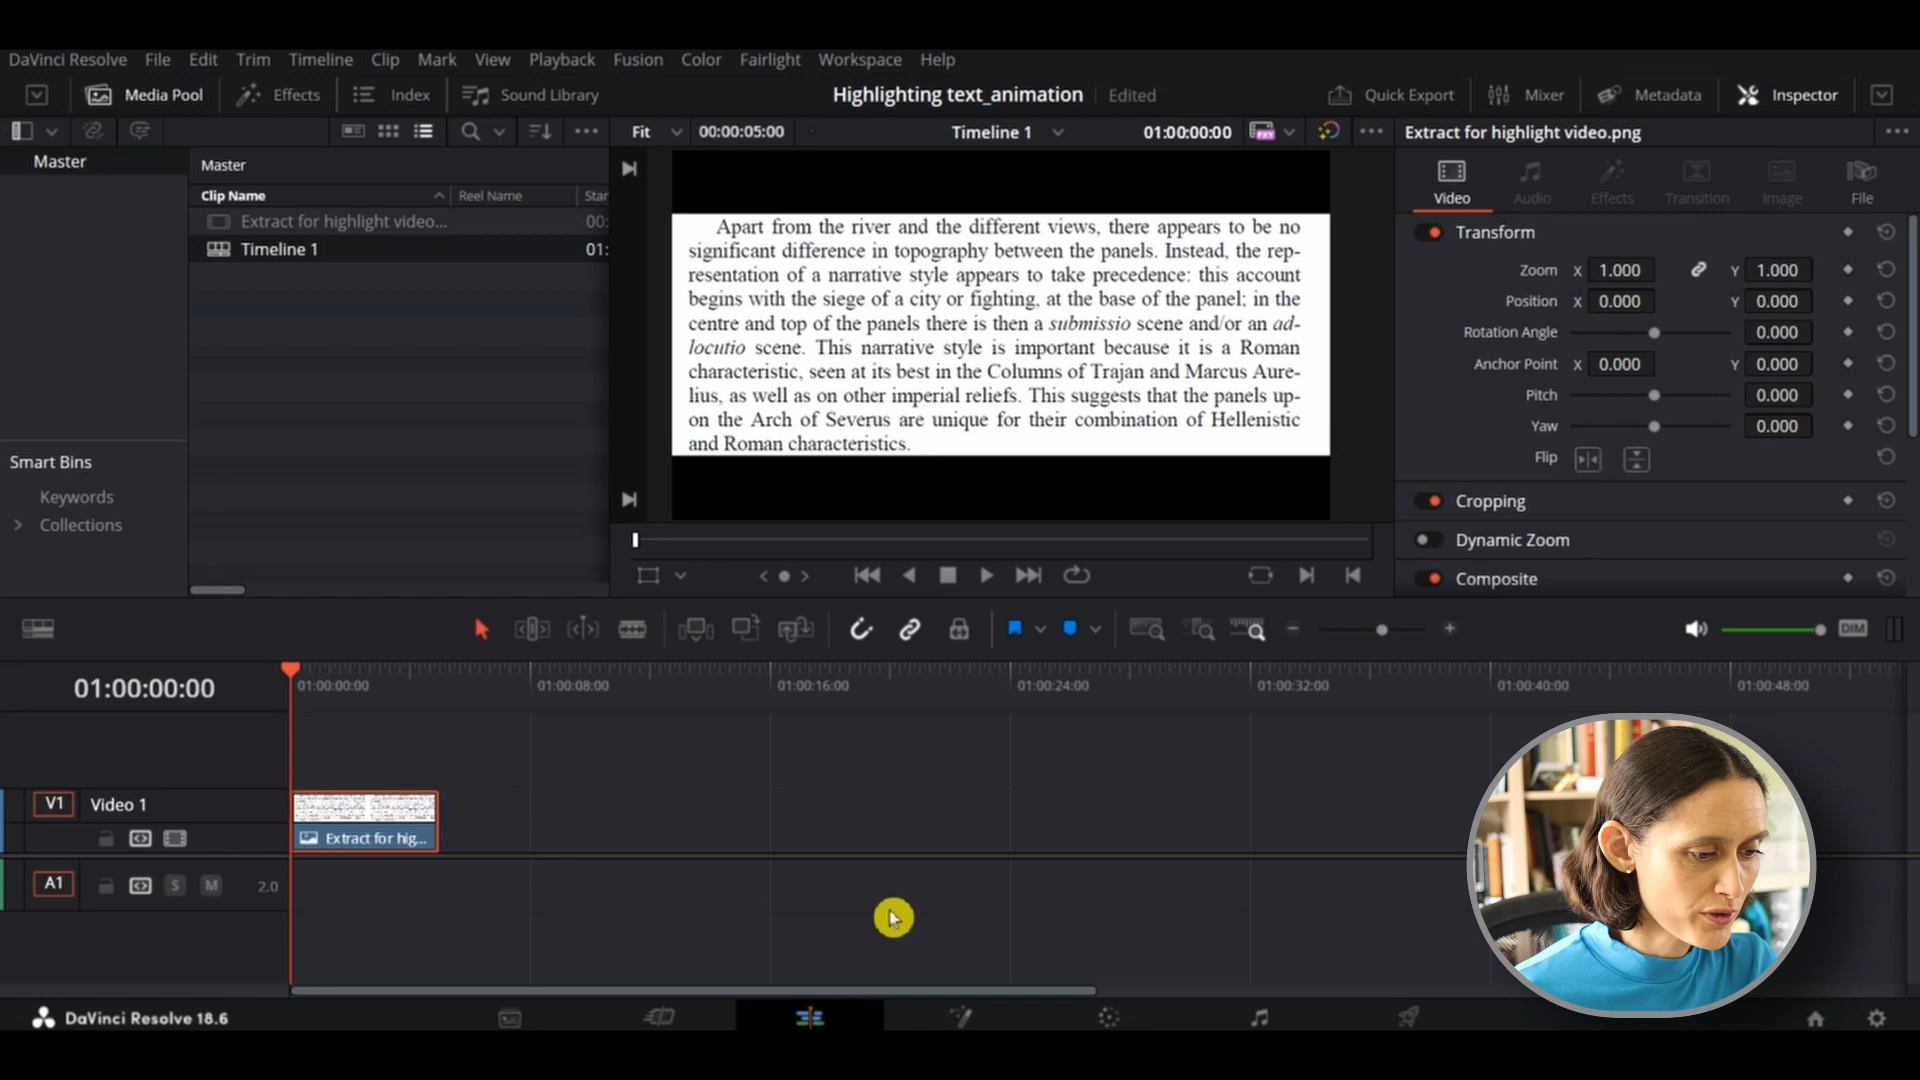 DaVinci Resolve File Edit Trim Timeline Clip Mark View Playback Fusion Color Fairlight Workspace Help
Media Pool Effects Index Sound Library Highlighting text_animation Edited Quick Export Mixer Metadata Inspector
Fit 00:00:05:00 Timeline 1 01:00:00:00 Extract for highlight video.png
Master
Master
Clip Name Reel Name Star
Extract for highlight video... 00:
Timeline 1 01:
Smart Bins
Keywords
Collections
Apart from the river and the different views, there appears to be no
significant difference in topography between the panels. Instead, the rep-
resentation of a narrative style appears to take precedence: this account
begins with the siege of a city or fighting, at the base of the panel; in the
centre and top of the panels there is then a submissio scene and/or an ad-
locutio scene. This narrative style is important because it is a Roman
characteristic, seen at its best in the Columns of Trajan and Marcus Aure-
lius, as well as on other imperial reliefs. This suggests that the panels up-
on the Arch of Severus are unique for their combination of Hellenistic
and Roman characteristics.
Video Audio Effects Transition Image File
Transform
Zoom X 1.000 Y 1.000
Position X 0.000 Y 0.000
Rotation Angle 0.000
Anchor Point X 0.000 Y 0.000
Pitch 0.000
Yaw 0.000
Flip
Cropping
Dynamic Zoom
Composite
DIM
01:00:00:00 01:00:00:00 01:00:08:00 01:00:16:00 01:00:24:00 01:00:32:00 01:00:40:00 01:00:48:00
V1 Video 1
Extract for hig...
A1 S M 2.0
DaVinci Resolve 18.6